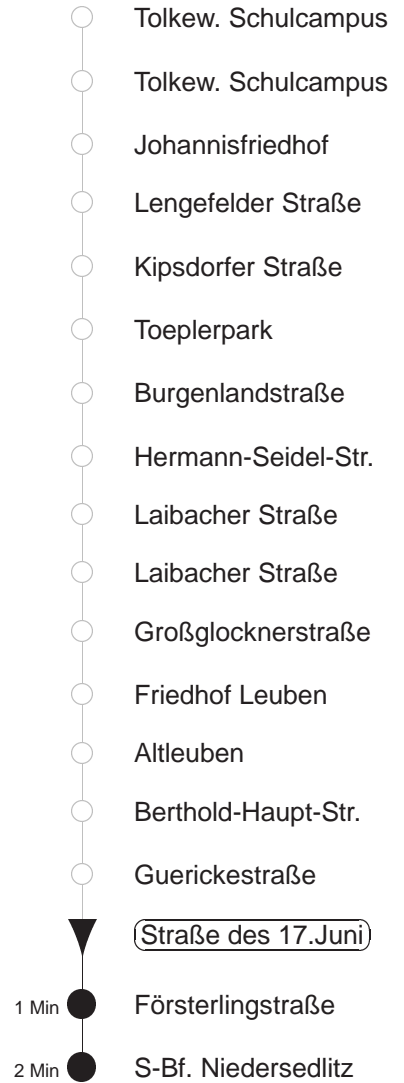 Tolkew. Schulcampus
Tolkew. Schulcampus
Johannisfriedhof
Lengefelder Straße
Kipsdorfer Straße
Toeplerpark
Burgenlandstraße
Hermann-Seidel-Str.
Laibacher Straße
Laibacher Straße
Großglocknerstraße
Friedhof Leuben
Altleuben
Berthold-Haupt-Str.
Guerickestraße
Straße des 17.Juni
1 Min Försterlingstraße
2 Min S-Bf. Niedersedlitz